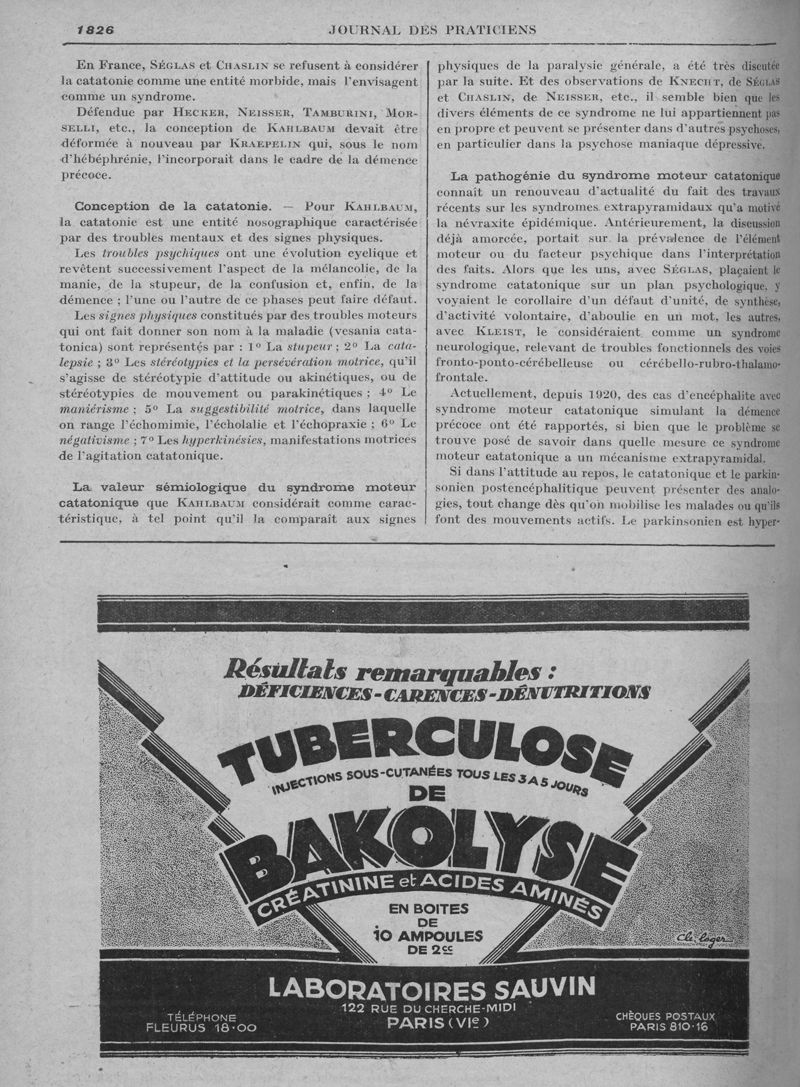 1826
JOURNAL DES PRATICIENS
En France, SÉGLAS et CHASLIN se refusent à considérer
la catatonie comme une entité morbide, mais l'envisagent
comme un syndrome.
Défendue par HECKER, NEISSER, TAMBURINI, MOR-
SELLI, etc., la conception de KAHLBAUM devait être
déformée à nouveau par KRAEPELIN qui, sous le nom
d'hébéphrénie, l'incorporait dans le cadre de la démence
précoce.
Conception de la catatonie. — Pour KAHLBAUM,
la catatonie est une entité nosographique caractérisée
par des troubles mentaux et des signes physiques.
Les troubles psychiques ont une évolution cyclique et
revêtent successivement l'aspect de la mélancolie, de la
manie, de la stupeur, de la confusion et, enfin, de la
démence ; l'une ou l'autre de ces phases peut faire défaut.
Les signes physiques constitués par des troubles moteurs
qui ont fait donner son nom à la maladie (vesania cata-
tonica) sont représentés par : 1º La stupeur ; 2º La cata-
lepsie ; 3º Les stéréotypies et la persévération motrice, qu'il
s'agisse de stéréotypie d'attitude ou akinétiques, ou de
stéréotypies de mouvement ou parakinétiques ; 4º Le
maniérisme ; 5º La suggestibilité motrice, dans laquelle
on range l'échomimie, l'écholalie et l'échopraxie ; 6º Le
négativisme ; 7º Les hyperkinésies, manifestations motrices
de l'agitation catatonique.
La valeur sémiologique du syndrome moteur
catatonique que KAHLBAUM considérait comme carac-
téristique, à tel point qu'il la comparait aux signes
physiques de la paralysie générale, a été très discutée
par la suite. Et des observations de KNECHT, de SÉGLAS
et CHASLIN, de NEISSER, etc., il semble bien que les
divers éléments de ce syndrome ne lui appartiennent pas
en propre et peuvent se présenter dans d'autres psychoses,
en particulier dans la psychose maniaque dépressive.
La pathogénie du syndrome moteur catatonique
connaît un renouveau d'actualité du fait des travaux
récents sur les syndromes extrapyramidaux qu'a motivé
la névraxite épidémique. Antérieurement, la discussion
déjà amorcée, portait sur la prévalence de l'élément
moteur ou du facteur psychique dans l'interprétation
des faits. Alors que les uns, avec SÉGLAS, plaçaient le
syndrome catatonique sur un plan psychologique, y
voyaient le corollaire d'un défaut d'unité, de synthèse,
d'activité volontaire, d'aboulie en un mot, les autres,
avec KLEIST, le considéraient comme un syndrome
neurologique, relevant de troubles fonctionnels des voies
fronto-ponto-cérébelleuse ou cérébello-rubro-thalamo-
frontale.
Actuellement, depuis 1920, des cas d'encéphalite avec
syndrome moteur catatonique simulant la démence
précoce ont été rapportés, si bien que le problème se
trouve posé de savoir dans quelle mesure ce syndrome
moteur catatonique a un mécanisme extrapyramidal.
Si dans l'attitude au repos, le catatonique et le parkin-
sonien postencéphalitique peuvent présenter des analo-
gies, tout change dès qu'on mobilise les malades ou qu'ils
font des mouvements actifs. Le parkinsonien est hyper-
Résultats remarquables :
DÉFICIENCES-CARENCES-DÉNUTRITIONS
TUBERCULOSE
INJECTIONS SOUS-CUTANÉES TOUS LES 3 A 5 JOURS
DE
BAKOLYSE
CRÉATININE et ACIDES AMINÉS
EN BOITES
DE
10 AMPOULES
DE 2cc
Ch. Loger
LABORATOIRES SAUVIN
122 RUE DU CHERCHE-MIDI
PARIS (VIe)
TÉLÉPHONE
FLEURUS 18-00
CHÈQUES POSTAUX
PARIS 810-16